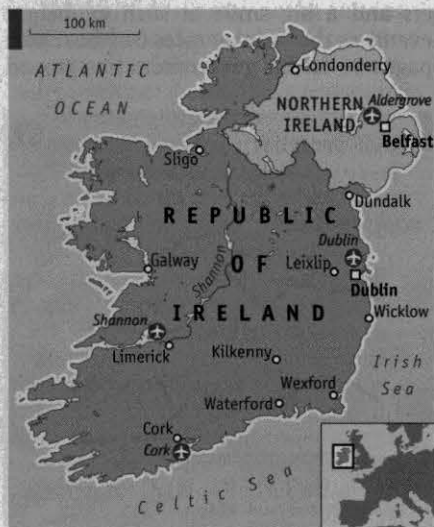 100 km
ATLANTIC
OCEAN
Londonderry
NORTHERN
IRELAND
Aldergrove
Belfast
Sligo
Dundalk
REPUBLIC
OF
IRELAND
Dublin
Galway
Shannon
Leixlip
Dublin
Shannon
Wicklow
Limerick
Kilkenny
Irish
Sea
Wexford
Waterford
Cork
Cork
Celtic Sea